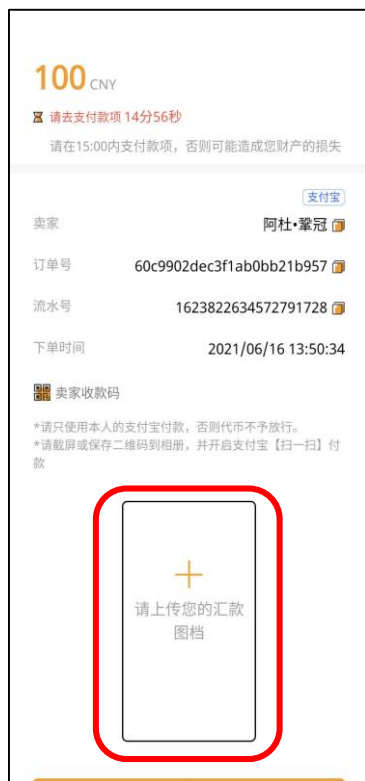 100 CNY
请去支付款项 14分56秒
请在15:00内支付款项，否则可能造成您财产的损失
支付宝
卖家 阿杜•鞏冠
订单号 60c9902dec3f1ab0bb21b957
流水号 1623822634572791728
下单时间 2021/06/16 13:50:34
卖家收款码
*请只使用本人的支付宝付款，否则代币不予放行。
*请截屏或保存二维码到相册，并开启支付宝【扫一扫】付
款
请上传您的汇款
图档